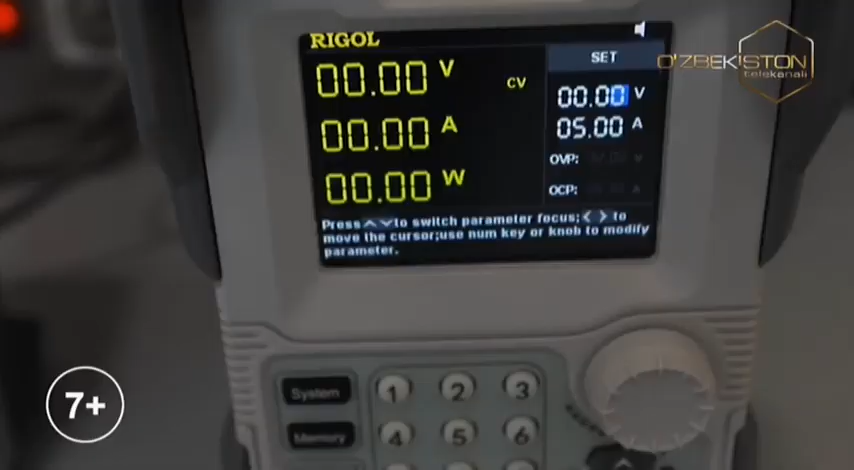 RIGOL
00.00 V
CV
00.00 A
00.00 W
SET
00.00 V
05.00 A
OVP:
OCP:
Press to switch parameter focus; < > to
move the cursor;use num key or knob to modify
parameter.
O'ZBEKISTON
telekanali
System
1 2 3
Memory
4 5 6
7+